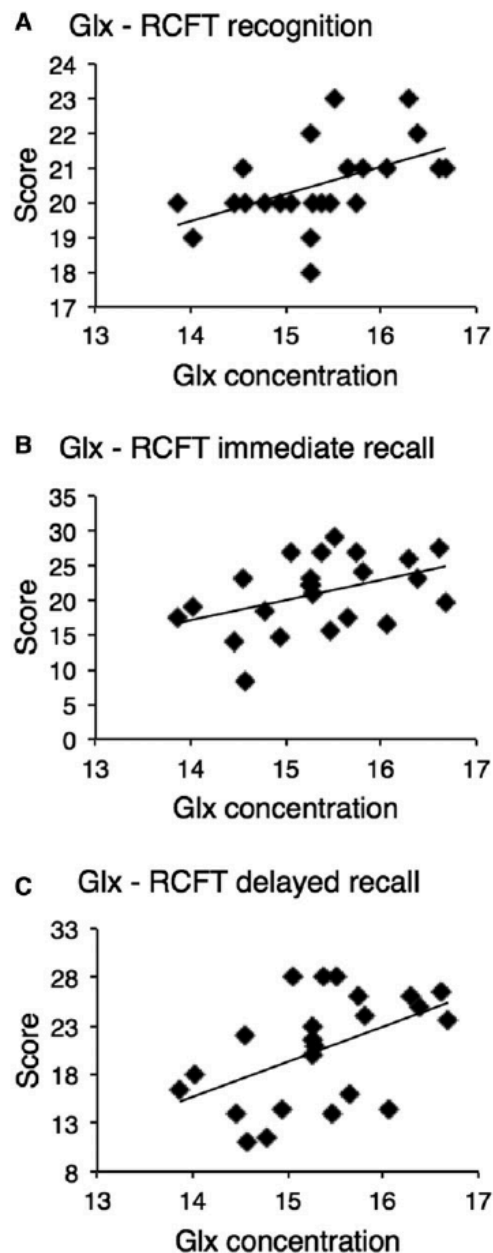 A Glx - RCFT recognition
24
23
22
21
20
19
18
17
Score
13 14 15 16 17
Glx concentration
B Glx - RCFT immediate recall
35
30
25
20
15
10
5
0
Score
13 14 15 16 17
Glx concentration
C Glx - RCFT delayed recall
33
28
23
18
13
8
Score
13 14 15 16 17
Glx concentration